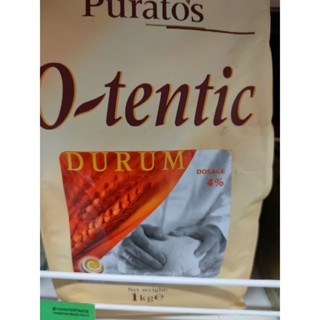 Puratos
O-tentic
DURUM
DOSAGE
4%
Net weight:
1kg e